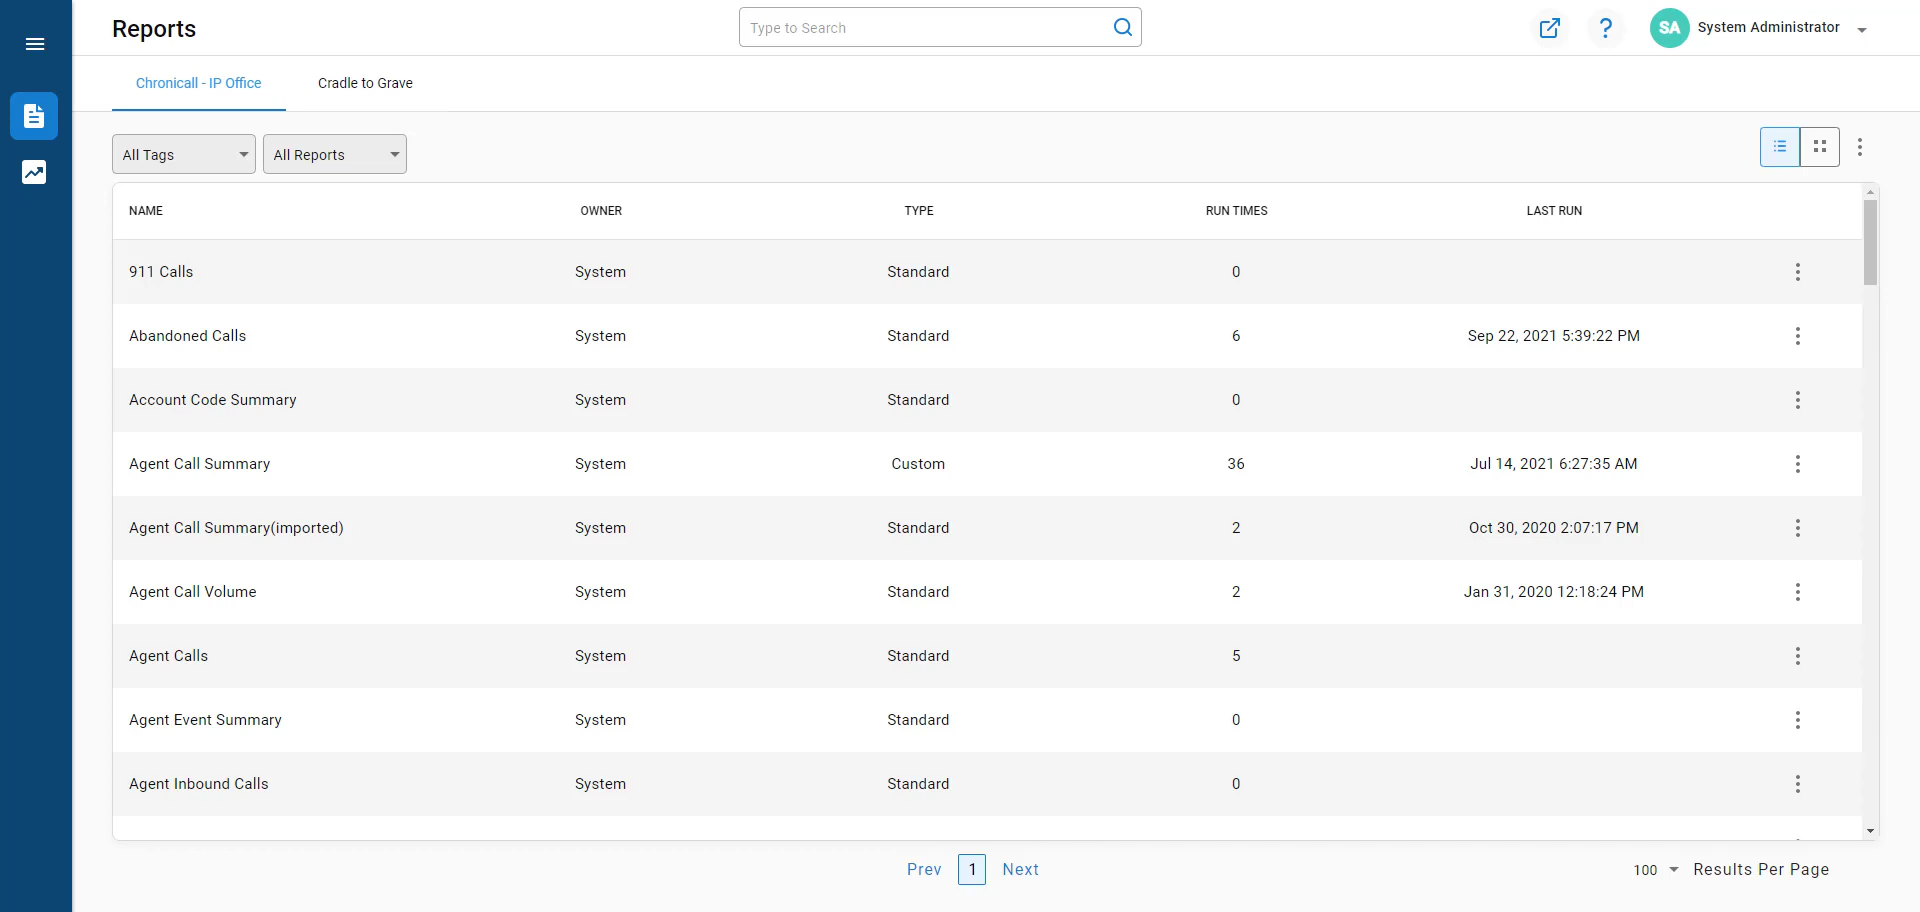 Reports
Type to Search
?
SA
System Administrator
Chronicall - IP Office
Cradle to Grave
All Tags
All Reports
NAME OWNER TYPE RUN TIMES LAST RUN
911 Calls System Standard 0
Abandoned Calls System Standard 6 Sep 22, 2021 5:39:22 PM
Account Code Summary System Standard 0
Agent Call Summary System Custom 36 Jul 14, 2021 6:27:35 AM
Agent Call Summary(imported) System Standard 2 Oct 30, 2020 2:07:17 PM
Agent Call Volume System Standard 2 Jan 31, 2020 12:18:24 PM
Agent Calls System Standard 5
Agent Event Summary System Standard 0
Agent Inbound Calls System Standard 0
Prev 1 Next
100 Results Per Page